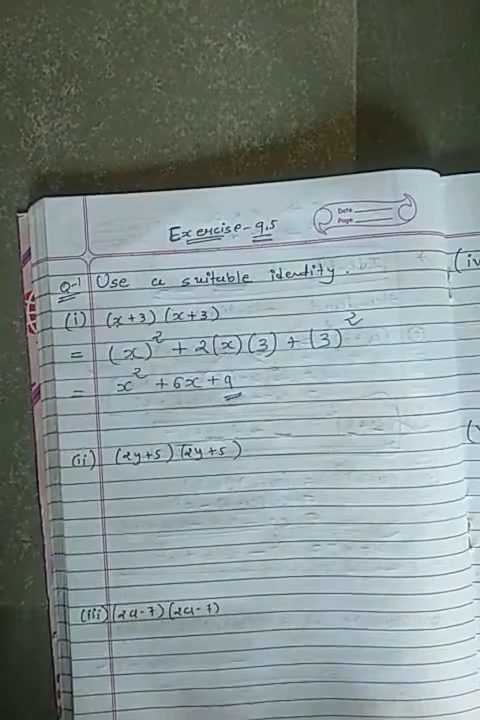 Exercise-9.5
Date
Page
Q-1 Use a suitable identity.
(i) (x+3) (x+3)
= (x)² + 2(x)(3) + (3)²
= x² + 6x + 9
(ii) (2y+5) (2y+5)
(iii) (2a-7) (2a-7)
(iv